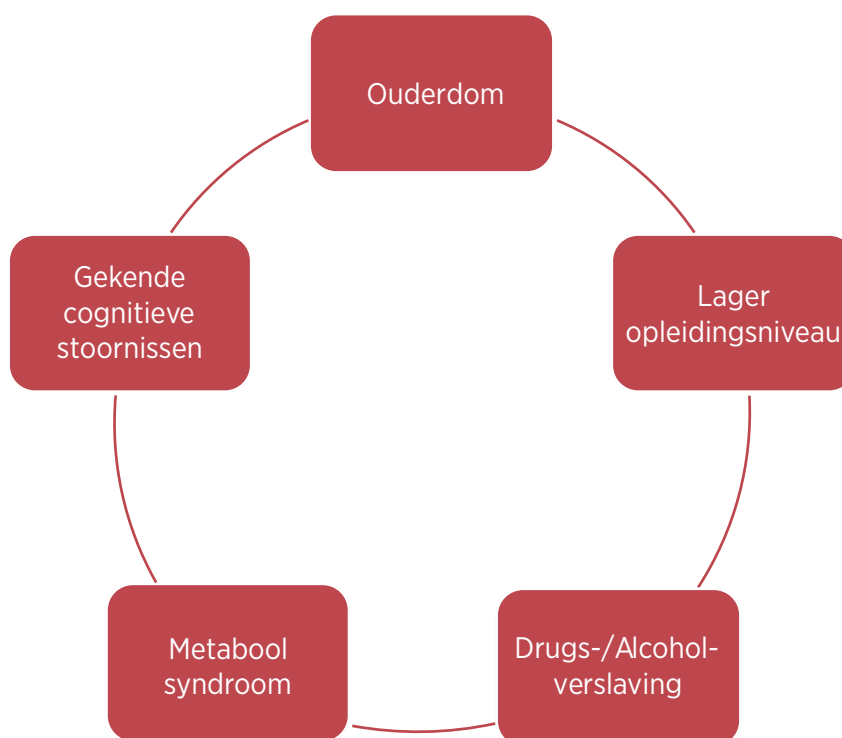 Ouderdom
Lager
opleidingsniveau
Drugs-/Alcohol-
verslaving
Metabool
syndroom
Gekende
cognitieve
stoornissen